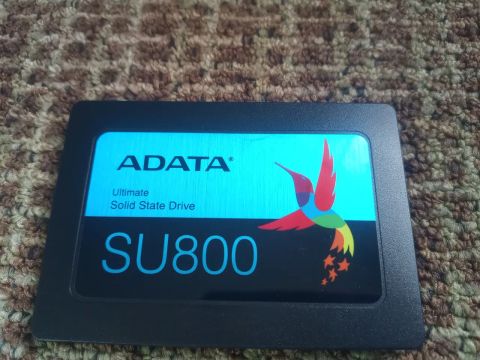 ADATA®
Ultimate
Solid State Drive
SU800